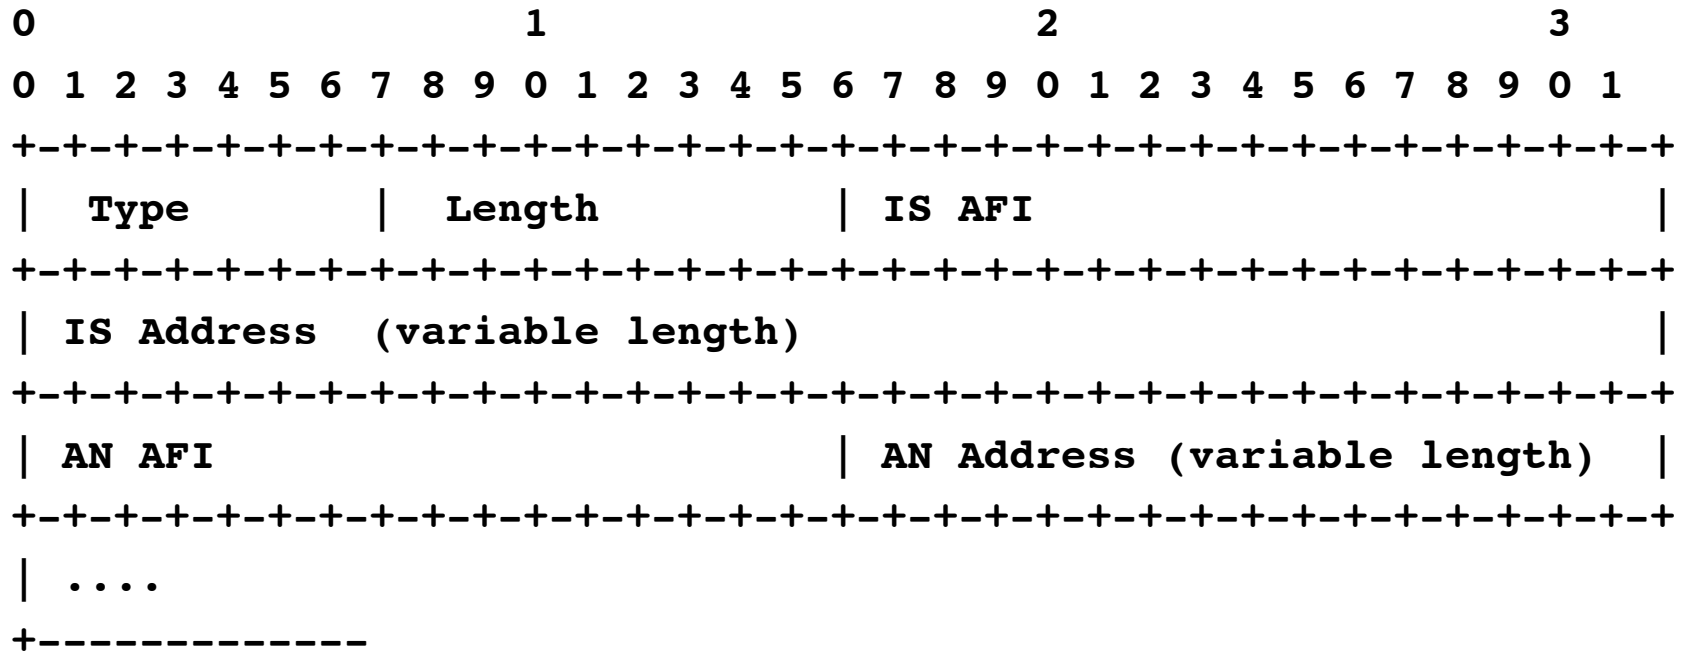 0                   1                   2                   3
0 1 2 3 4 5 6 7 8 9 0 1 2 3 4 5 6 7 8 9 0 1 2 3 4 5 6 7 8 9 0 1
+-+-+-+-+-+-+-+-+-+-+-+-+-+-+-+-+-+-+-+-+-+-+-+-+-+-+-+-+-+-+-+-+
|  Type       |  Length         | IS AFI                        |
+-+-+-+-+-+-+-+-+-+-+-+-+-+-+-+-+-+-+-+-+-+-+-+-+-+-+-+-+-+-+-+-+
| IS Address  (variable length)                                 |
+-+-+-+-+-+-+-+-+-+-+-+-+-+-+-+-+-+-+-+-+-+-+-+-+-+-+-+-+-+-+-+-+
| AN AFI                        | AN Address (variable length)  |
+-+-+-+-+-+-+-+-+-+-+-+-+-+-+-+-+-+-+-+-+-+-+-+-+-+-+-+-+-+-+-+-+
| ....
+-------------